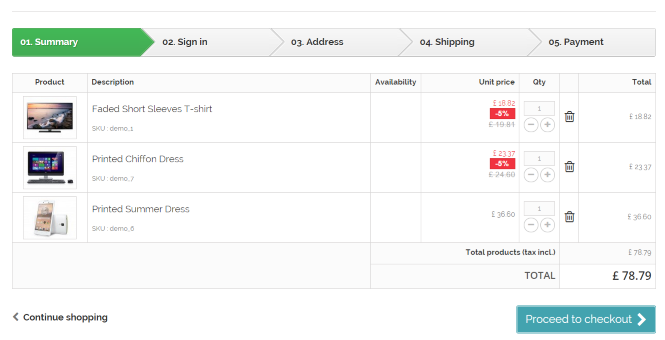 01. Summary
02. Sign in
03. Address
04. Shipping
05. Payment
Product Description Availability Unit price Qty Total
Faded Short Sleeves T-shirt
SKU : demo_1
£ 18.82
-5%
£ 19.81
1
£ 18.82
Printed Chiffon Dress
SKU : demo_7
£ 23.37
-5%
£ 24.60
1
£ 23.37
Printed Summer Dress
SKU : demo_6
£ 36.60
1
£ 36.60
Total products (tax incl.) £ 78.79
TOTAL £ 78.79
Continue shopping
Proceed to checkout